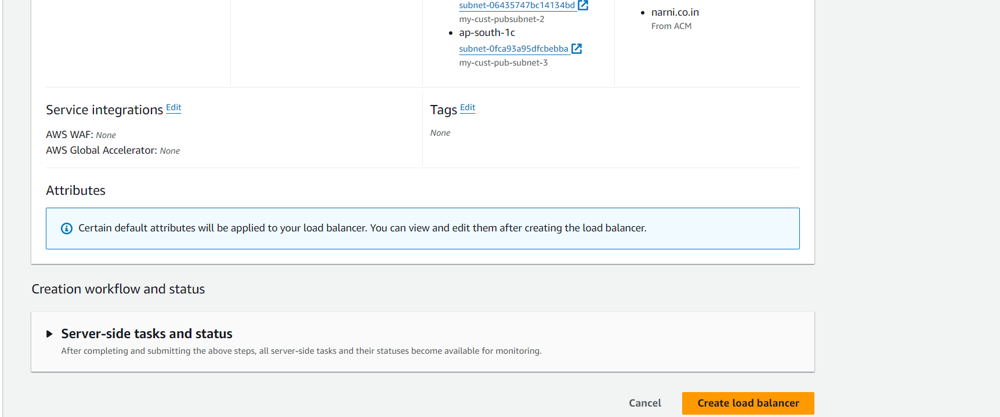 subnet-06435747bc14134bd
my-cust-pubsubnet-2
ap-south-1c
subnet-0fca93a95dfcbebba
my-cust-pub-subnet-3
narni.co.in
From ACM
Service integrations Edit
AWS WAF: None
AWS Global Accelerator: None
Tags Edit
None
Attributes
Certain default attributes will be applied to your load balancer. You can view and edit them after creating the load balancer.
Creation workflow and status
Server-side tasks and status
After completing and submitting the above steps, all server-side tasks and their statuses become available for monitoring.
Cancel
Create load balancer